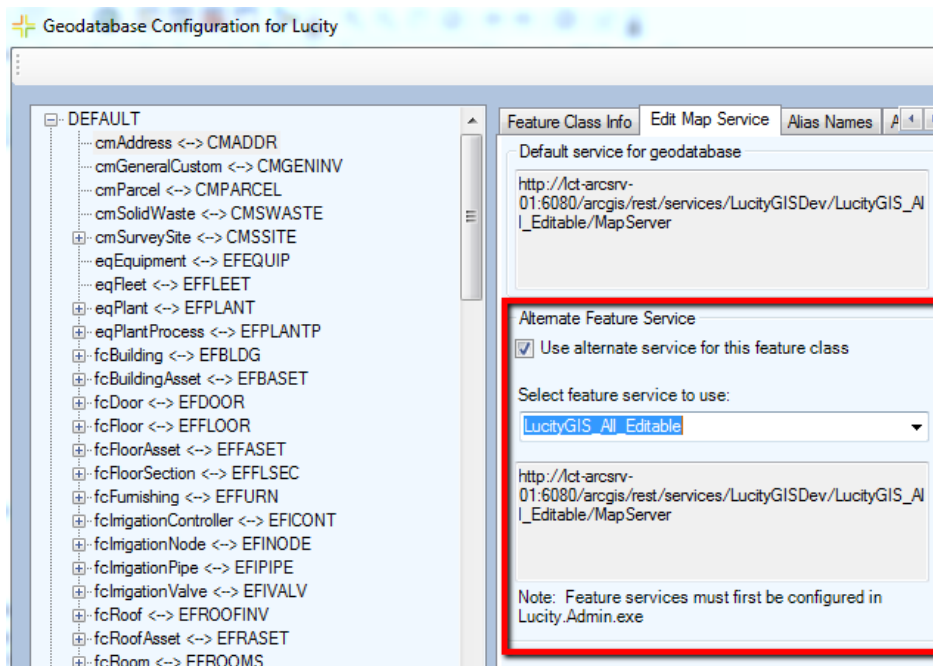 Geodatabase Configuration for Lucity
DEFAULT
cmAddress <--> CMADDR
cmGeneralCustom <--> CMGENINV
cmParcel <--> CMPARCEL
cmSolidWaste <--> CMSWASTE
cmSurveySite <--> CMSSITE
eqEquipment <--> EFEQUIP
eqFleet <--> EFFLEET
eqPlant <--> EFPLANT
eqPlantProcess <--> EFPLANTP
fcBuilding <--> EFBLDG
fcBuildingAsset <--> EFBASET
fcDoor <--> EFDOOR
fcFloor <--> EFFLOOR
fcFloorAsset <--> EFFASET
fcFloorSection <--> EFFLSEC
fcFurnishing <--> EFFURN
fcIrrigationController <--> EFICONT
fcIrrigationNode <--> EFINODE
fcIrrigationPipe <--> EFIPIPE
fcIrrigationValve <--> EFIVALV
fcRoof <--> EFROOFINV
fcRoofAsset <--> EFRASET
fcRoom <--> EFROOMS
Feature Class Info Edit Map Service Alias Names
Default service for geodatabase
http://lct-arcsrv-
01:6080/arcgis/rest/services/LucityGISDev/LucityGIS_Al
l_Editable/MapServer
Alternate Feature Service
Use alternate service for this feature class
Select feature service to use:
LucityGIS_All_Editable
http://lct-arcsrv-
01:6080/arcgis/rest/services/LucityGISDev/LucityGIS_Al
l_Editable/MapServer
Note: Feature services must first be configured in
Lucity.Admin.exe